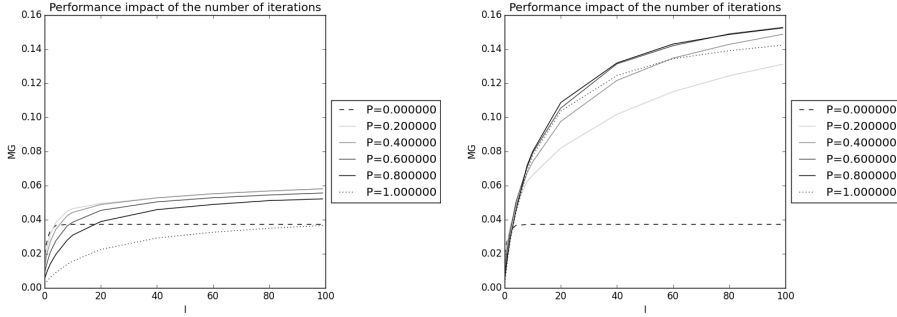 Performance impact of the number of iterations
0.16
0.14
0.12
0.10
0.08
0.06
0.04
0.02
0.00
MG
0 20 40 60 80 100
I
P=0.000000
P=0.200000
P=0.400000
P=0.600000
P=0.800000
P=1.000000
Performance impact of the number of iterations
0.16
0.14
0.12
0.10
0.08
0.06
0.04
0.02
0.00
MG
0 20 40 60 80 100
I
P=0.000000
P=0.200000
P=0.400000
P=0.600000
P=0.800000
P=1.000000